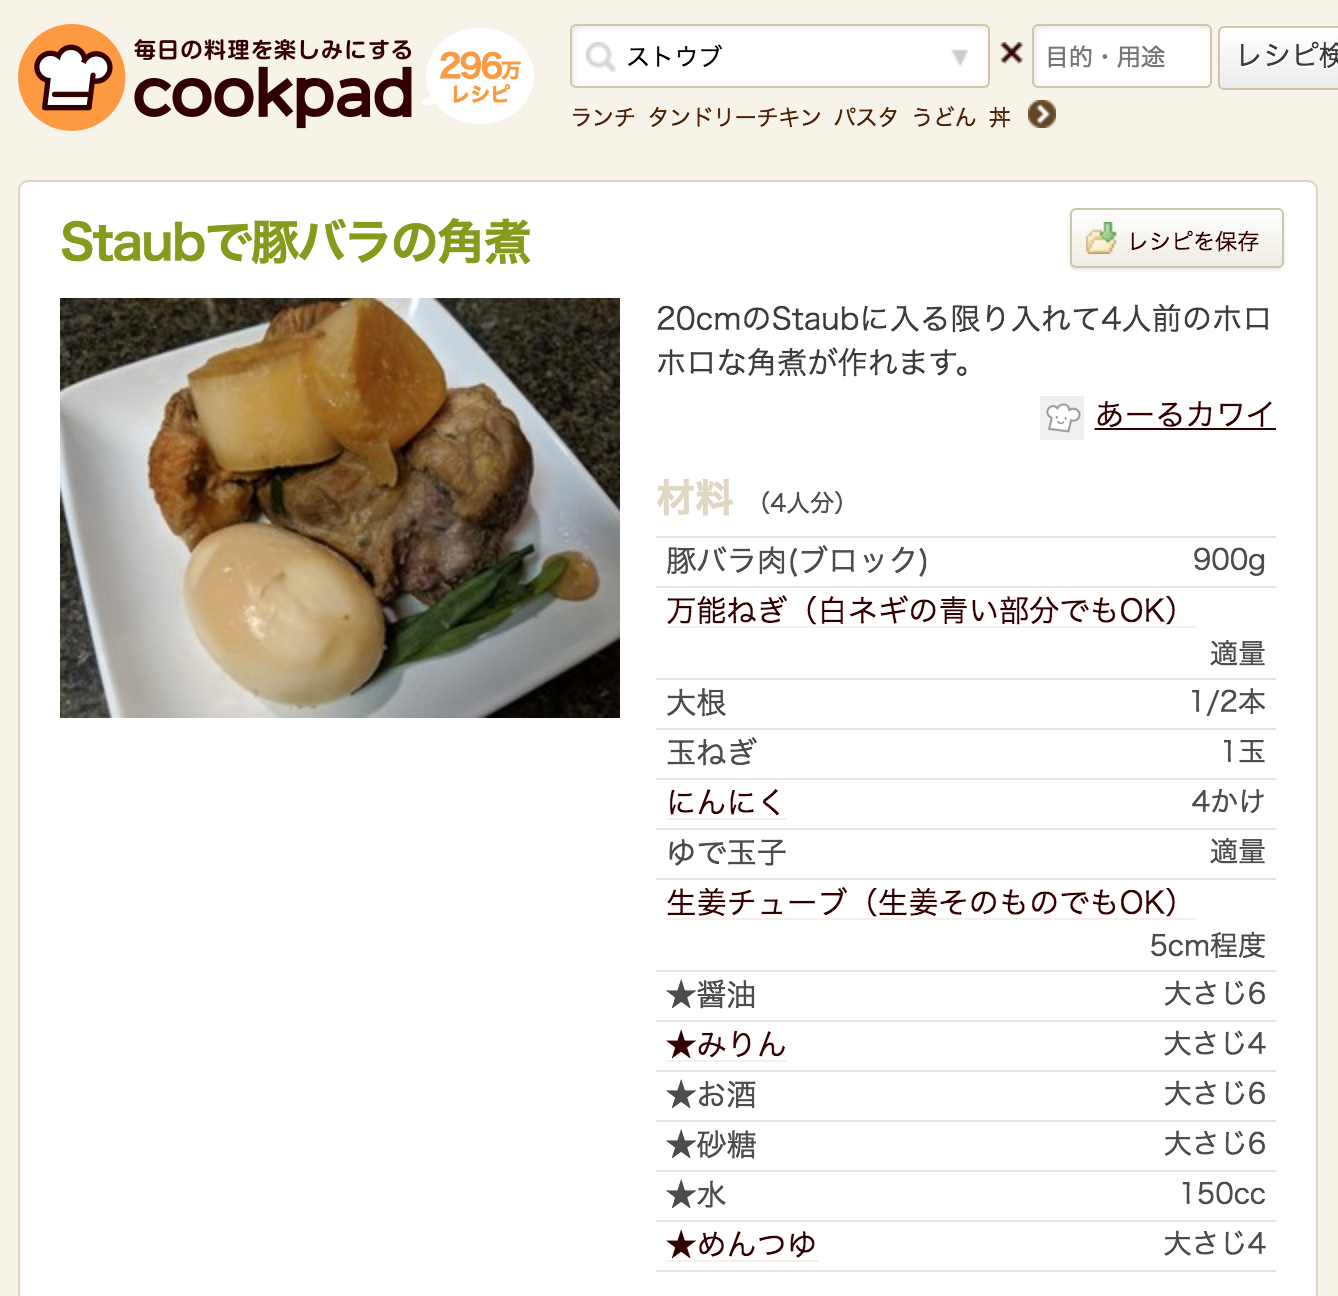 毎日の料理を楽しみにする
cookpad
296万
レシピ
ストウブ
目的・用途
レシピ検
ランチ タンドリーチキン パスタ うどん 丼
Staubで豚バラの角煮
レシピを保存
20cmのStaubに入る限り入れて4人前のホロ
ホロな角煮が作れます。
あーるカワイ
材料 （4人分）
豚バラ肉(ブロック) 900g
万能ねぎ（白ネギの青い部分でもOK）
適量
大根 1/2本
玉ねぎ 1玉
にんにく 4かけ
ゆで玉子 適量
生姜チューブ（生姜そのものでもOK）
5cm程度
★醤油 大さじ6
★みりん 大さじ4
★お酒 大さじ6
★砂糖 大さじ6
★水 150cc
★めんつゆ 大さじ4